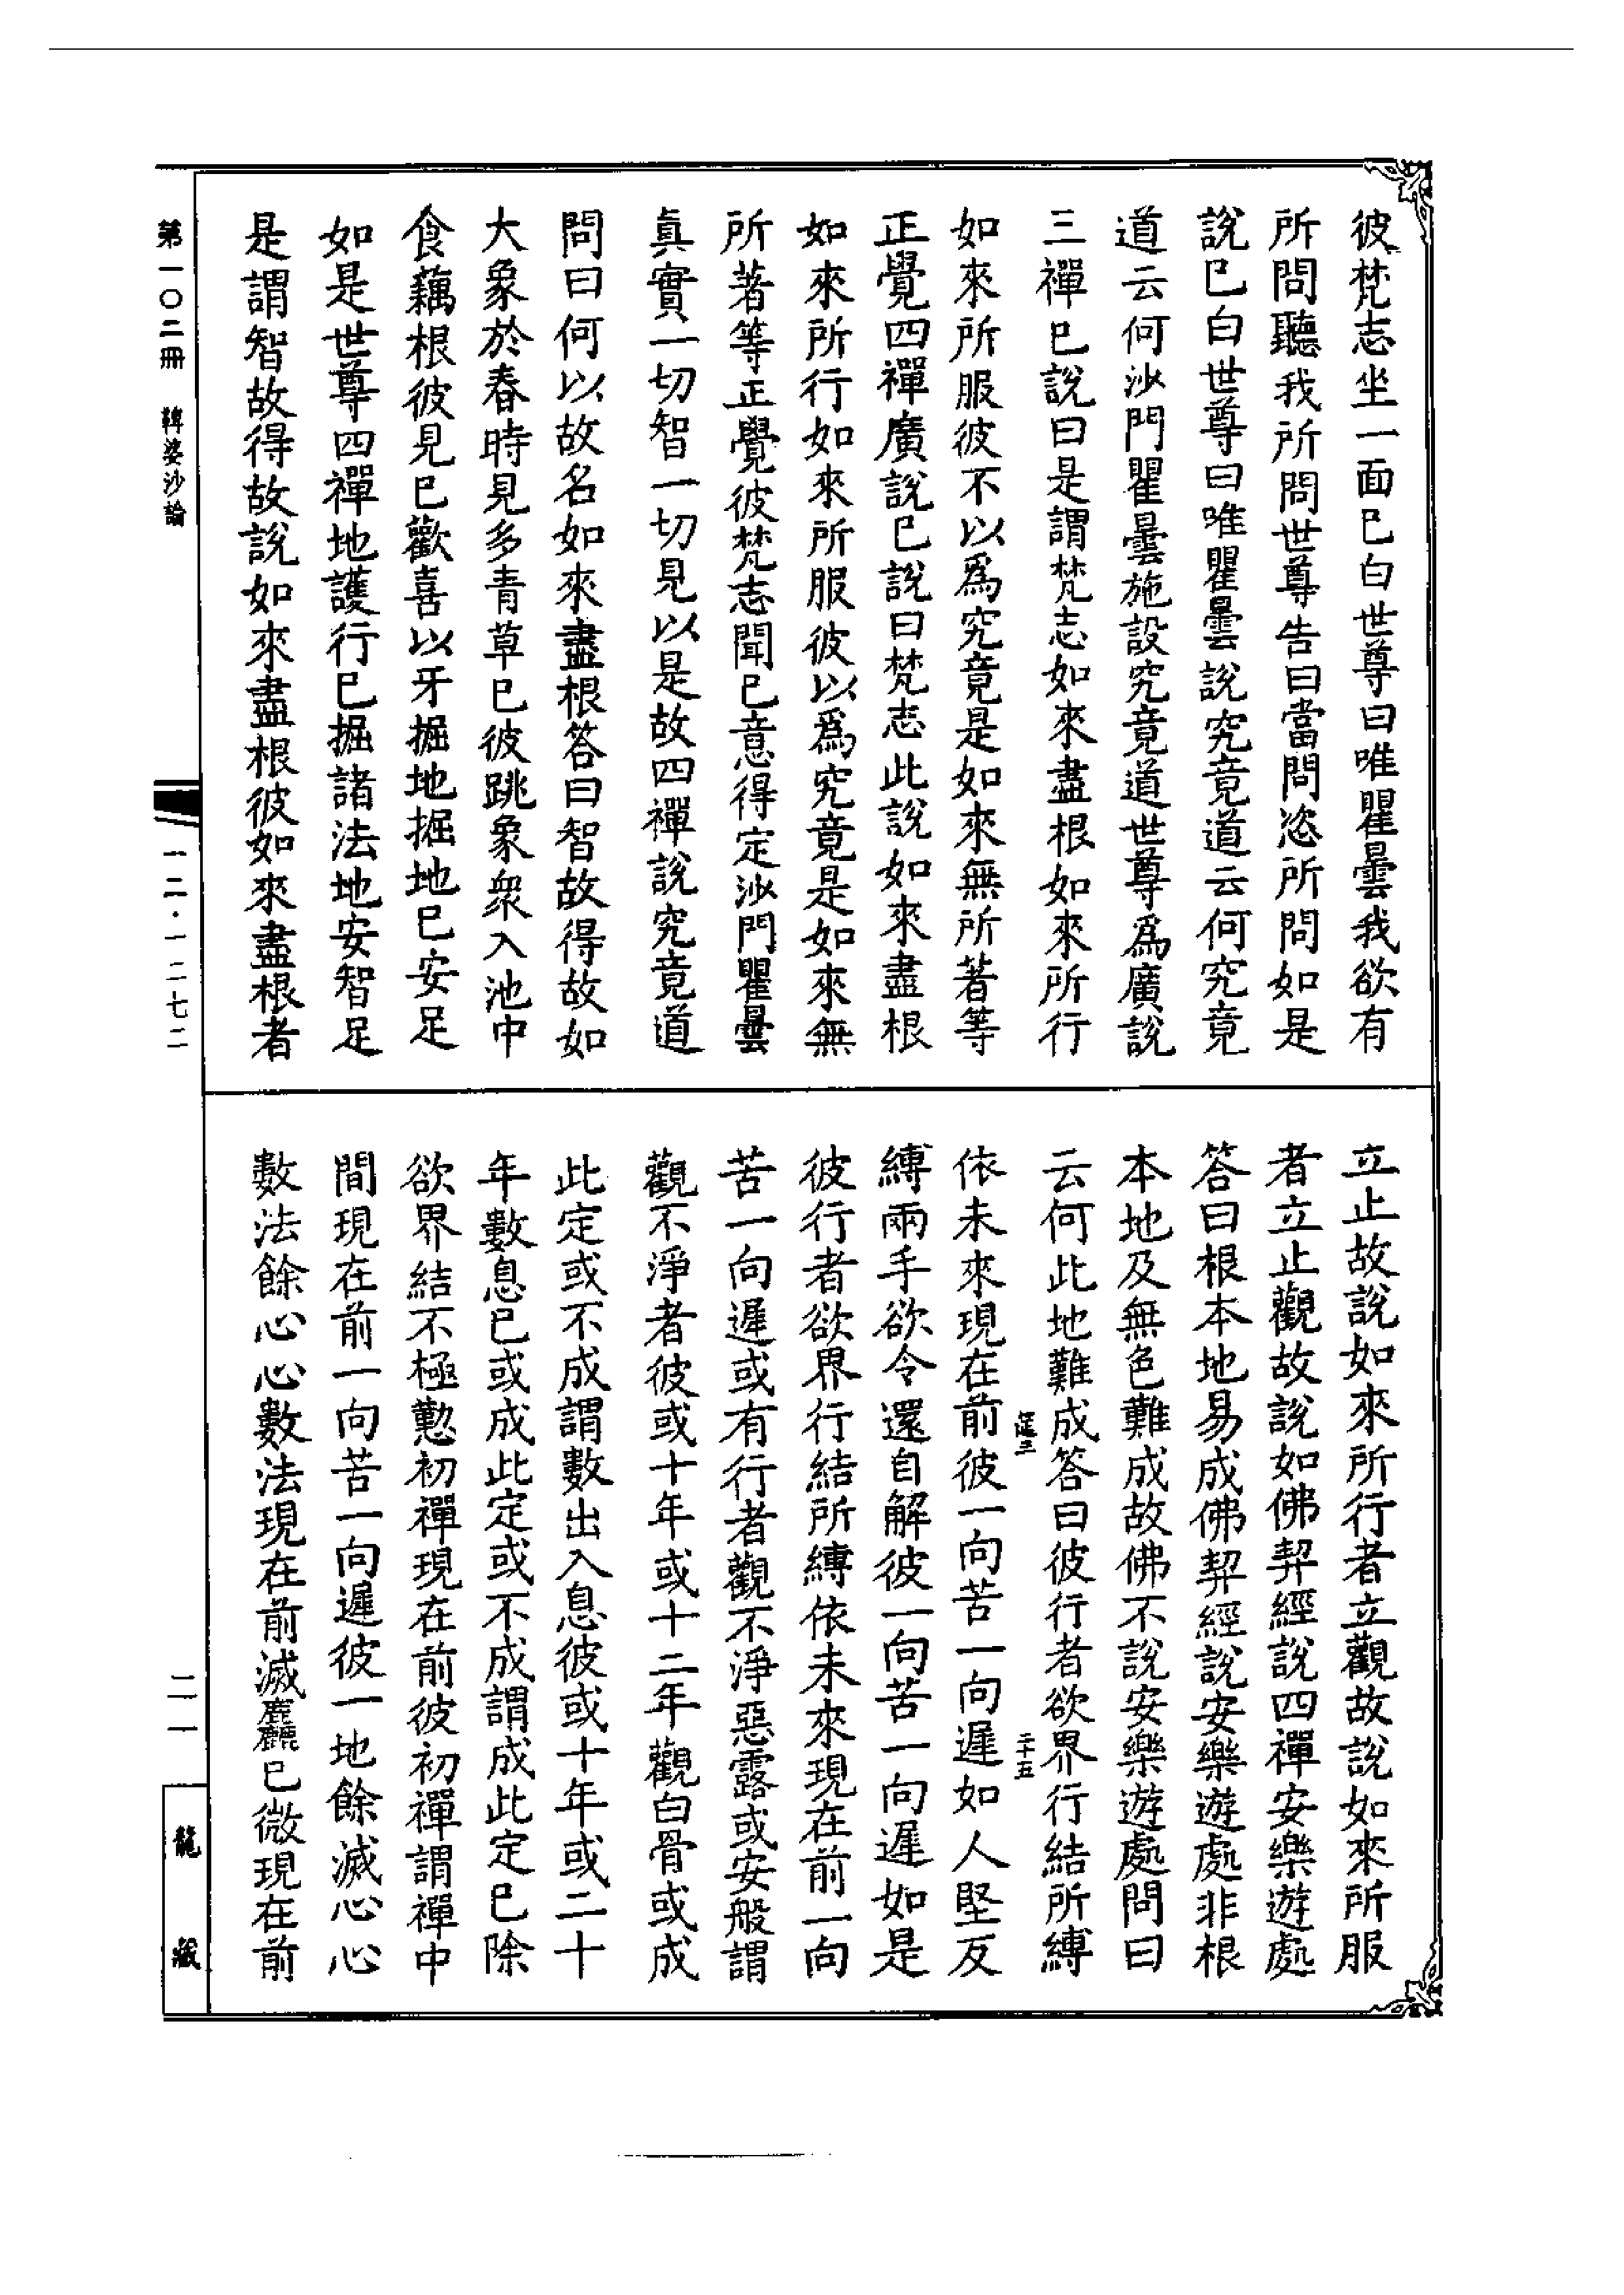 彼梵志坐一面已白世尊曰唯瞿曇我欲有
所問聽我所問世尊告曰當問恣所問如是
說已白世尊曰唯瞿曇說究竟道云何究竟
道云何沙門瞿曇施設究竟道世尊爲廣說
三禪已說曰是謂梵志如來盡根如來所行
如來所服彼不以爲究竟是如來無所著等
正覺四禪廣說已說曰梵志此說如來盡根
如來所行如來所服彼以爲究竟是如來無
所著等正覺彼梵志聞已意得定沙門瞿曇
真實一切智一切見以是故四禪說究竟道
問曰何以故名如來盡根答曰智故得故如
大象於春時見多青草已彼跳象衆入池中
食藕根彼見已歡喜以牙掘地掘地已安足
如是世尊四禪地護行已掘諸法地安智足
是謂智故得故說如來盡根彼如來盡根者
立止故說如來所行者立觀故說如來所服
者立止觀故說如佛契經說四禪安樂遊處
答曰根本地易成佛契經說安樂遊處非根
本地及無色難成故佛不說安樂遊處問曰
云何此地難成答曰彼行者欲界行結所縛
二十五
依未來現在前彼一向苦一向遲如人堅反
縛兩手欲令還自解彼一向苦一向遲如是
彼行者欲界行結所縛依未來現在前一向
苦一向遲或有行者觀不淨惡露或安般謂
觀不淨者彼或十年或十二年觀白骨或成
此定或不成謂數出入息彼或十年或二十
年數息已或成此定或不成謂成此定已除
欲界結不極懃初禪現在前彼初禪謂禪中
間現在前一向苦一向遲彼一地餘滅心心
數法餘心心數法現在前滅麤已微現在前
第一〇二冊 鞞婆沙論
一二·一二七二
二一
龍藏